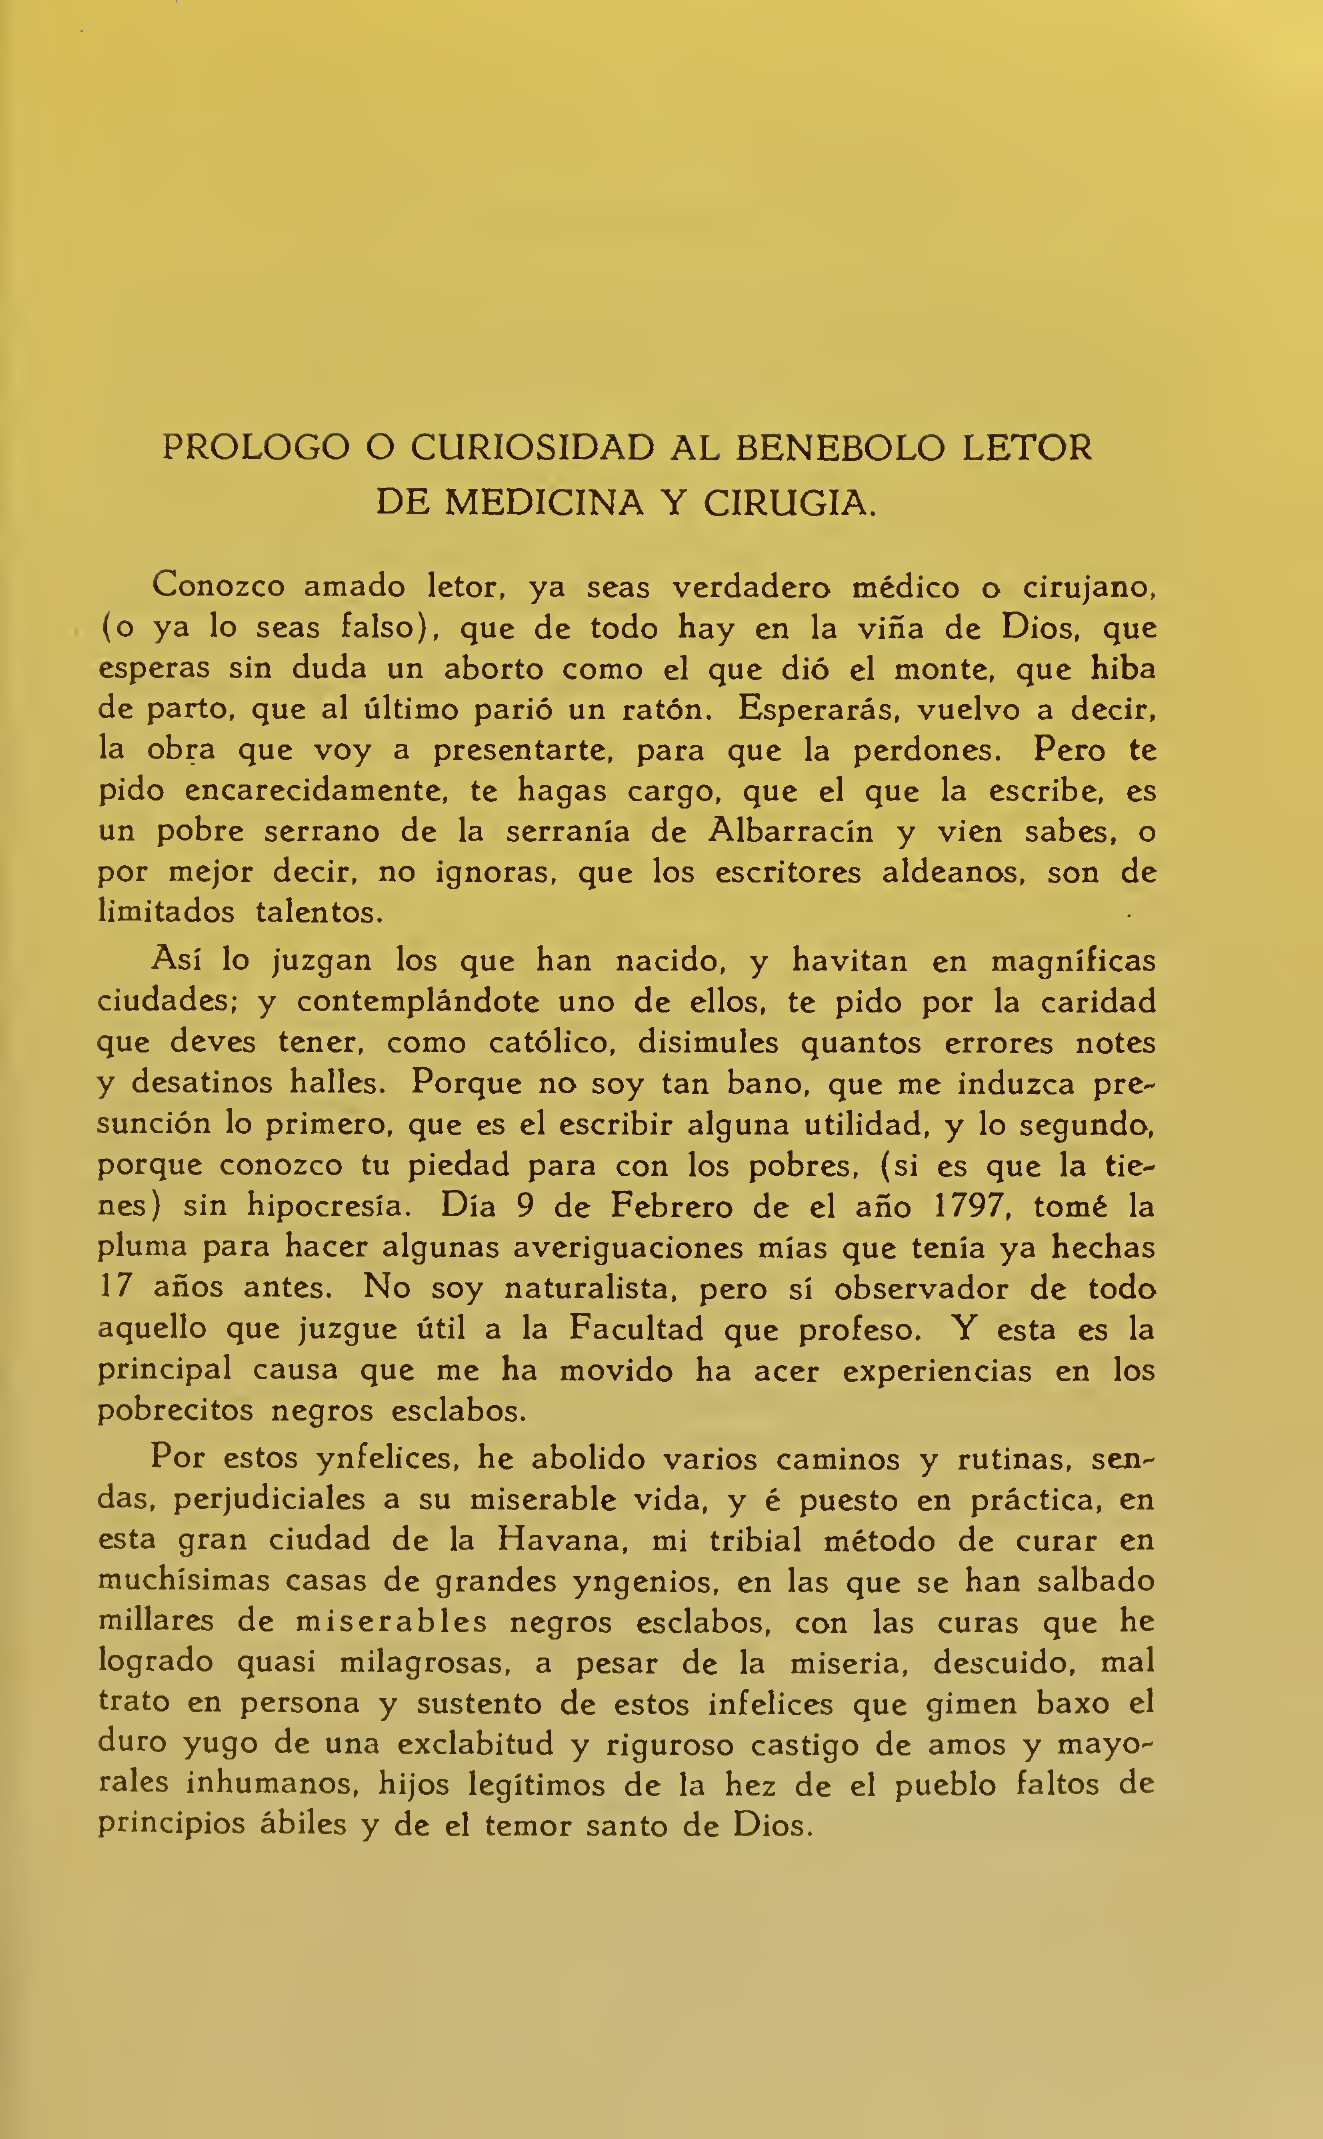 PROLOGO O CURIOSIDAD AL BENEBOLO LETOR
DE MEDICINA Y CIRUGIA.
Conozco amado letor, ya seas verdadero médico o cirujano,
(o ya lo seas falso), que de todo hay en la viña de Dios, que
esperas sin duda un aborto como el que dió el monte, que hiba
de parto, que al último parió un ratón. Esperarás, vuelvo a decir,
la obra que voy a presentarte, para que la perdones. Pero te
pido encarecidamente, te hagas cargo, que el que la escribe, es
un pobre serrano de la serranía de Albarracín y vien sabes, o
por mejor decir, no ignoras, que los escritores aldeanos, son de
limitados talentos.
Así lo juzgan los que han nacido, y havitan en magníficas
ciudades; y contemplándote uno de ellos, te pido por la caridad
que deves tener, como católico, disimules quantos errores notes
y desatinos halles. Porque no soy tan bano, que me induzca pre-
sunción lo primero, que es el escribir alguna utilidad, y lo segundo,
porque conozco tu piedad para con los pobres, (si es que la tie-
nes) sin hipocresía. Día 9 de Febrero de el año 1797, tomé la
pluma para hacer algunas averiguaciones mías que tenía ya hechas
17 años antes. No soy naturalista, pero sí observador de todo
aquello que juzgue útil a la Facultad que profeso. Y esta es la
principal causa que me ha movido ha acer experiencias en los
pobrecitos negros esclabos.
Por estos ynfelices, he abolido varios caminos y rutinas, sen-
das, perjudiciales a su miserable vida, y é puesto en práctica, en
esta gran ciudad de la Havana, mi tribial método de curar en
muchísimas casas de grandes yngenios, en las que se han salbado
millares de miserables negros esclabos, con las curas que he
logrado quasi milagrosas, a pesar de la miseria, descuido, mal
trato en persona y sustento de estos infelices que gimen baxo el
duro yugo de una exclabitud y riguroso castigo de amos y mayo-
rales inhumanos, hijos legítimos de la hez de el pueblo faltos de
principios ábiles y de el temor santo de Dios.